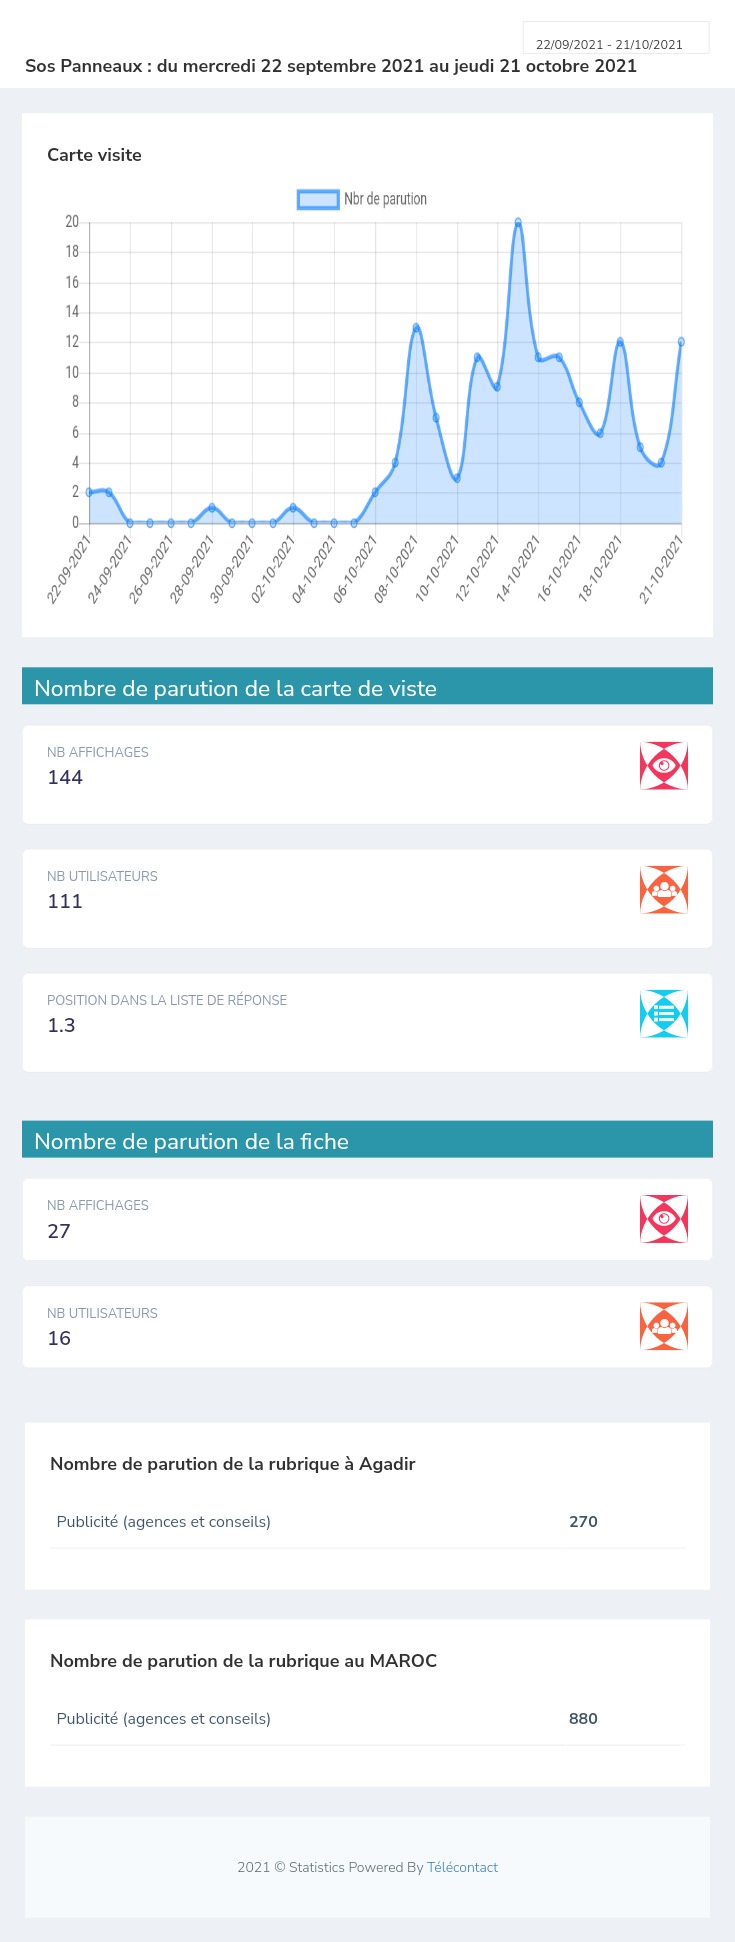 22/09/2021 - 21/10/2021
Sos Panneaux : du mercredi 22 septembre 2021 au jeudi 21 octobre 2021
Carte visite
Nbr de parution
20
18
16
14
12
10
8
6
4
2
0
22-09-2021
24-09-2021
26-09-2021
28-09-2021
30-09-2021
02-10-2021
04-10-2021
06-10-2021
08-10-2021
10-10-2021
12-10-2021
14-10-2021
16-10-2021
18-10-2021
21-10-2021
Nombre de parution de la carte de viste
NB AFFICHAGES
144
NB UTILISATEURS
111
POSITION DANS LA LISTE DE RÉPONSE
1.3
Nombre de parution de la fiche
NB AFFICHAGES
27
NB UTILISATEURS
16
Nombre de parution de la rubrique à Agadir
Publicité (agences et conseils) 270
Nombre de parution de la rubrique au MAROC
Publicité (agences et conseils) 880
2021 © Statistics Powered By Télécontact